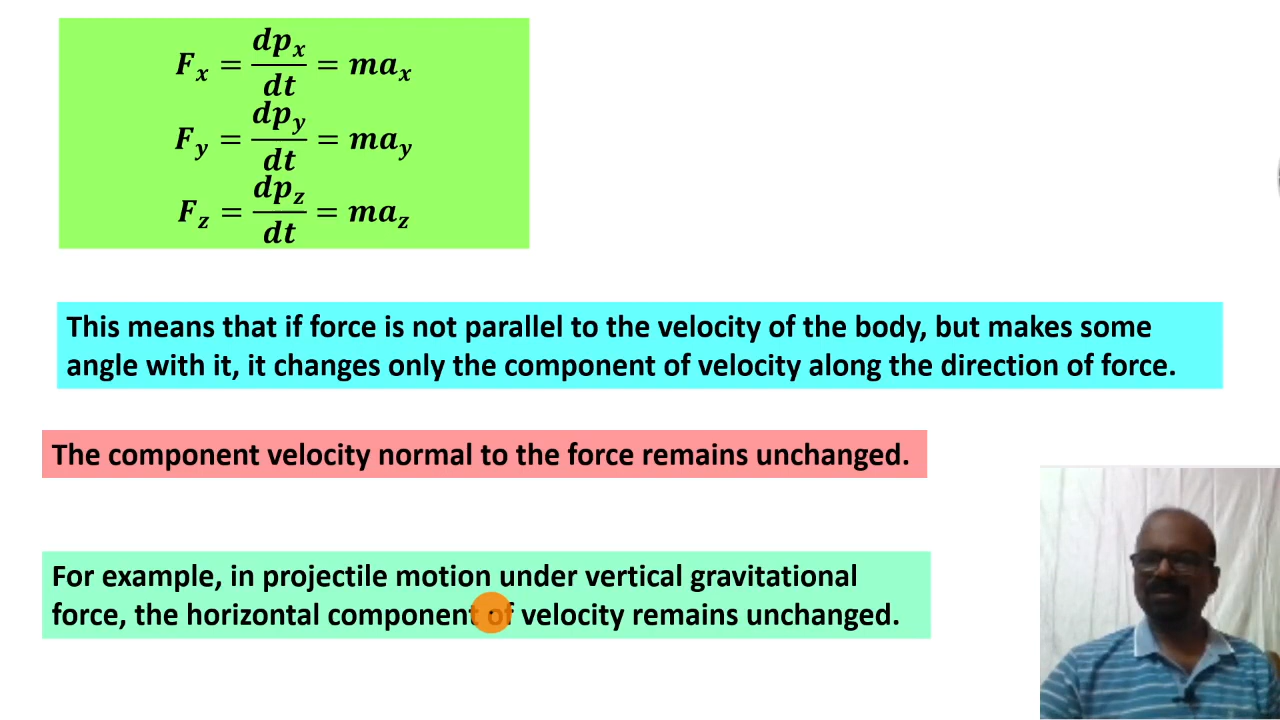 F_x = dp_x/dt = ma_x
F_y = dp_y/dt = ma_y
F_z = dp_z/dt = ma_z
This means that if force is not parallel to the velocity of the body, but makes some
angle with it, it changes only the component of velocity along the direction of force.
The component velocity normal to the force remains unchanged.
For example, in projectile motion under vertical gravitational
force, the horizontal component of velocity remains unchanged.